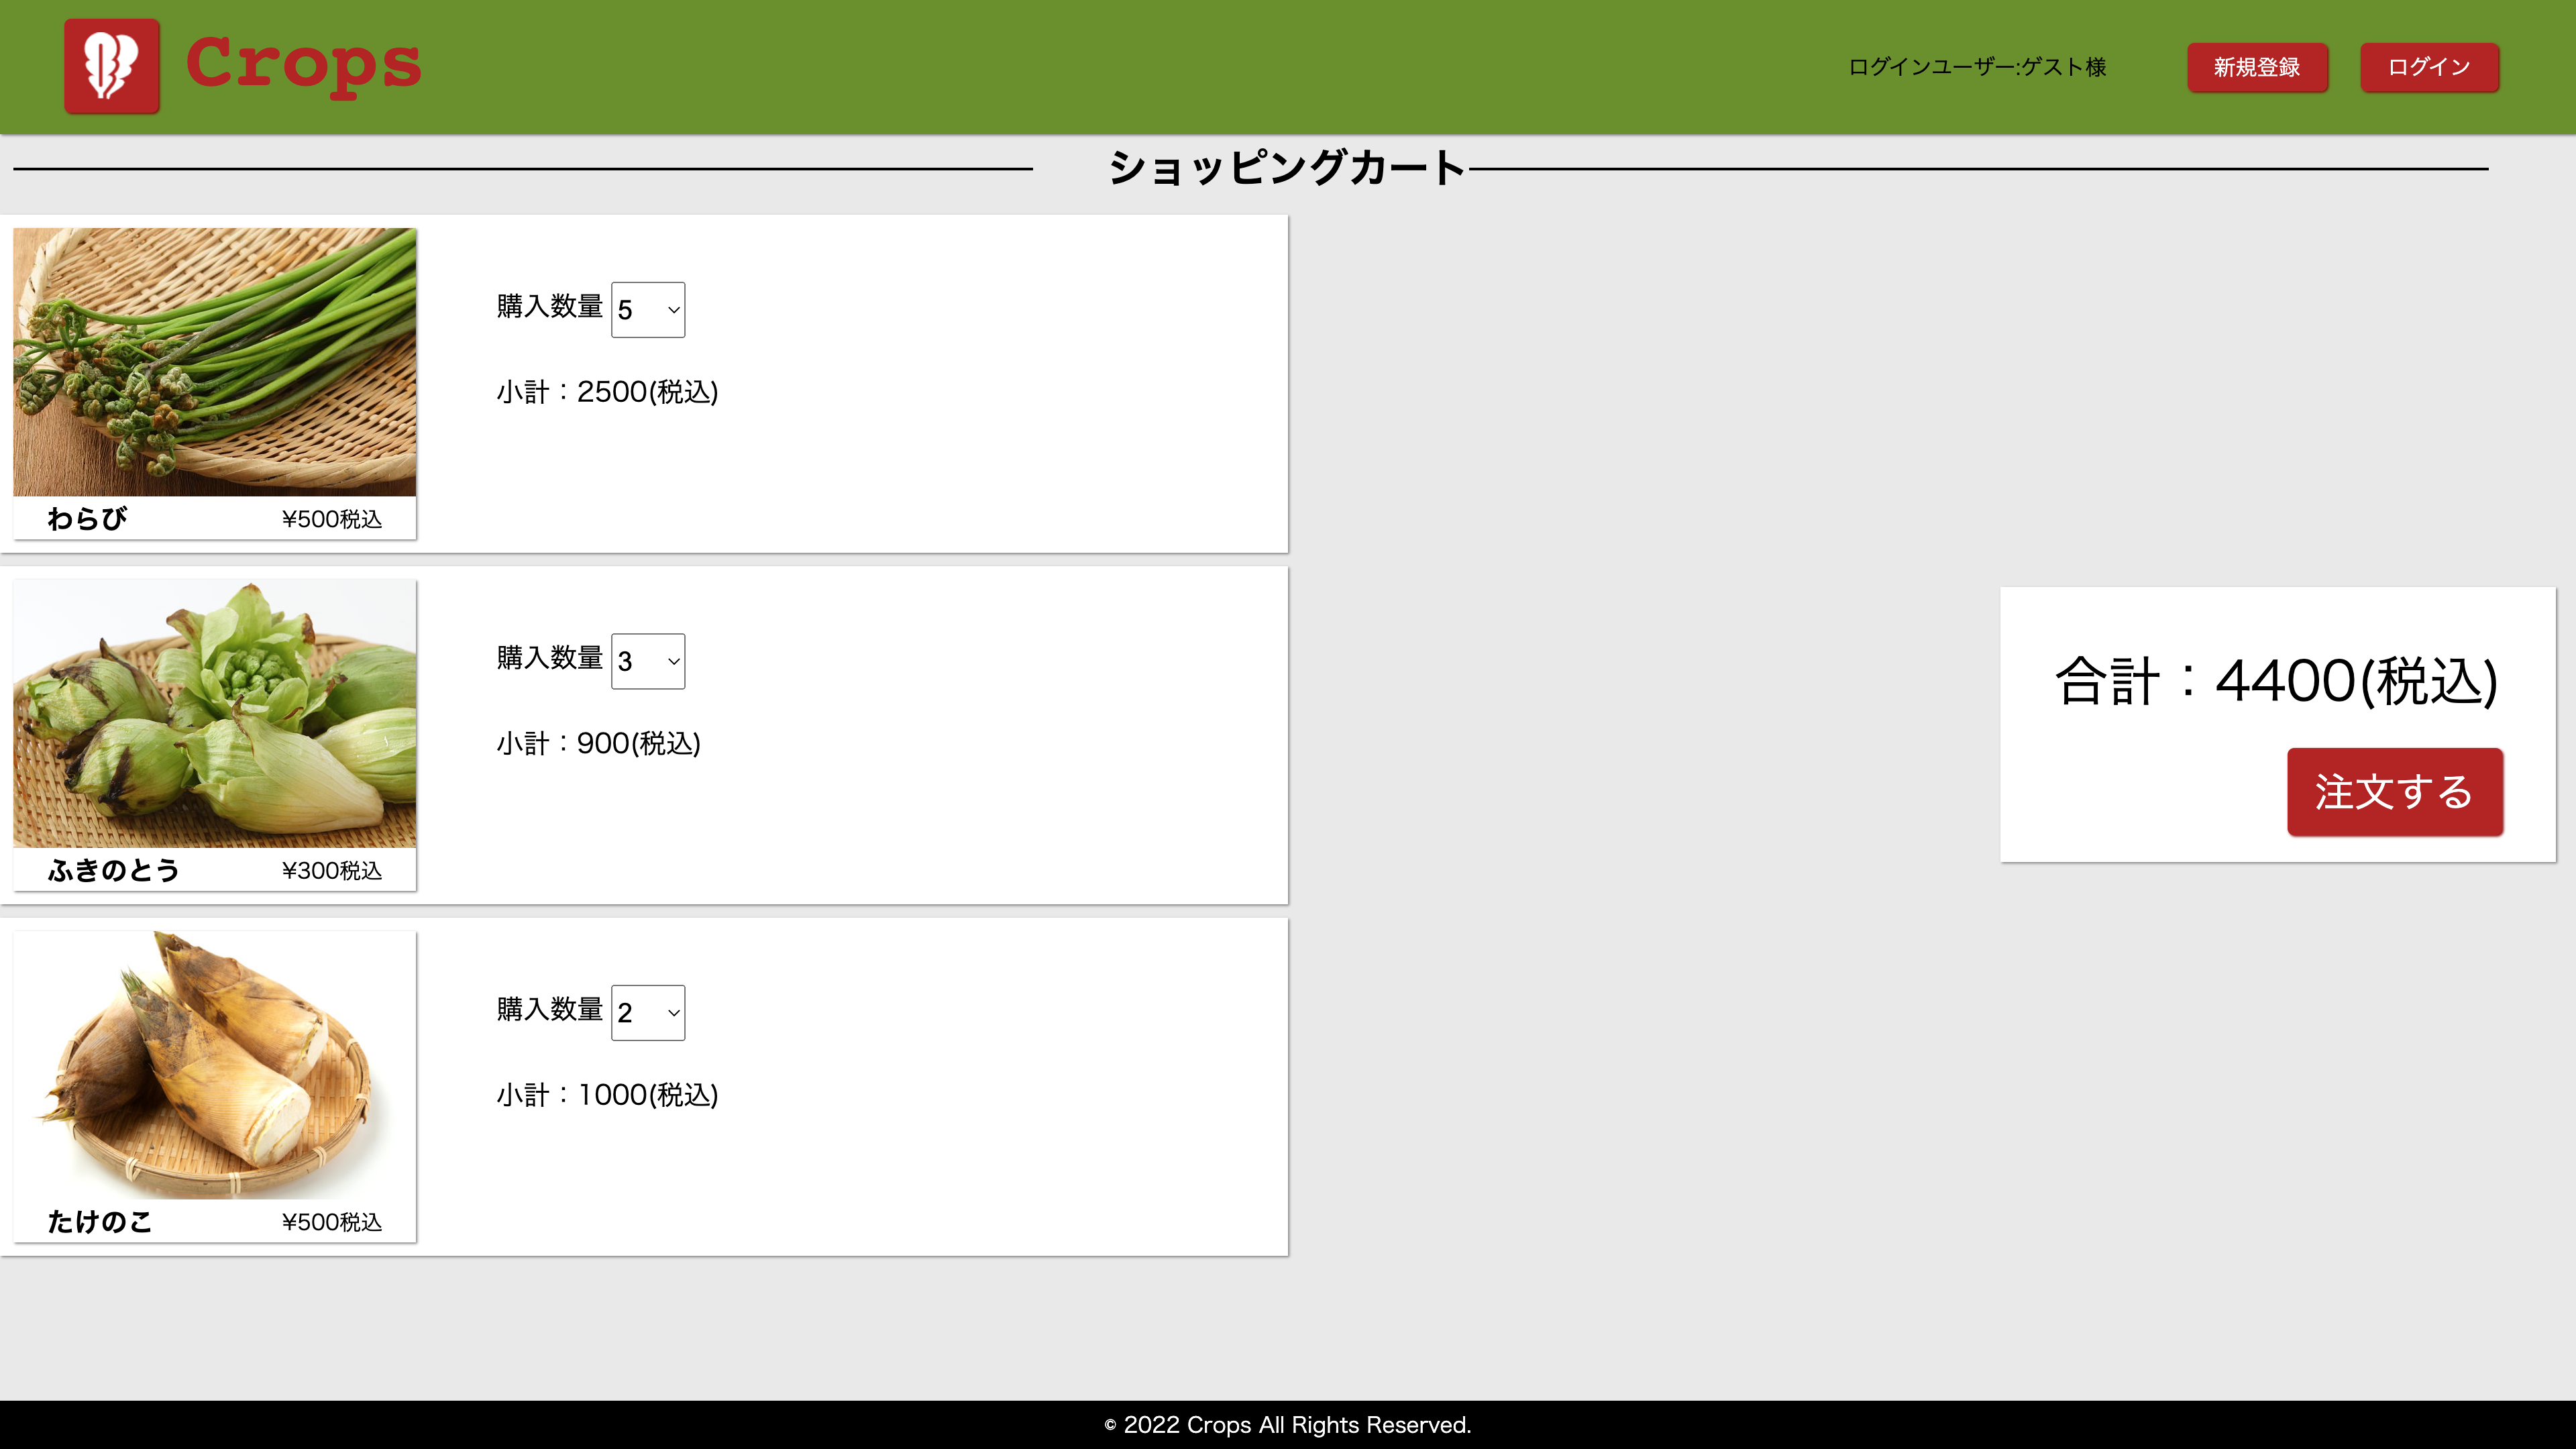 Crops
ログインユーザー:ゲスト様
新規登録
ログイン
ショッピングカート
購入数量 5
小計：2500(税込)
わらび ¥500税込
購入数量 3
小計：900(税込)
ふきのとう ¥300税込
合計：4400(税込)
注文する
購入数量 2
小計：1000(税込)
たけのこ ¥500税込
© 2022 Crops All Rights Reserved.